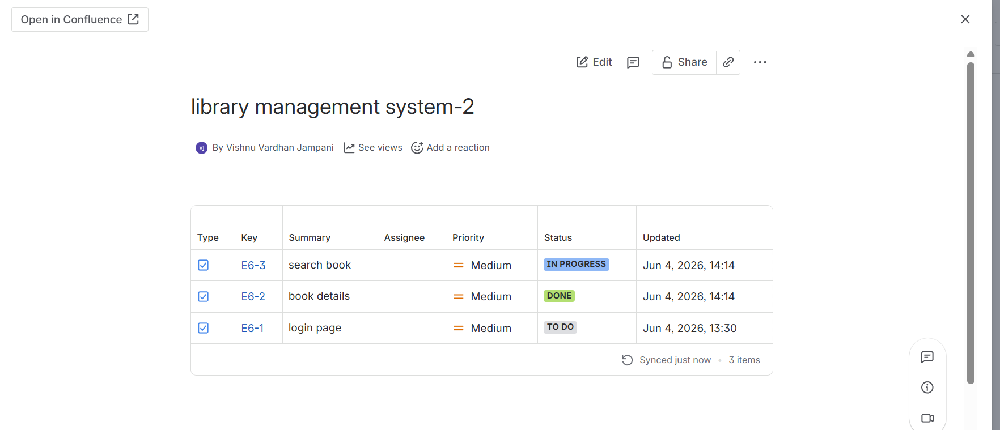 Open in Confluence
Edit
Share
library management system-2
VJ By Vishnu Vardhan Jampani See views Add a reaction
Type Key Summary Assignee Priority Status Updated
E6-3 search book Medium IN PROGRESS Jun 4, 2026, 14:14
E6-2 book details Medium DONE Jun 4, 2026, 14:14
E6-1 login page Medium TO DO Jun 4, 2026, 13:30
Synced just now • 3 items